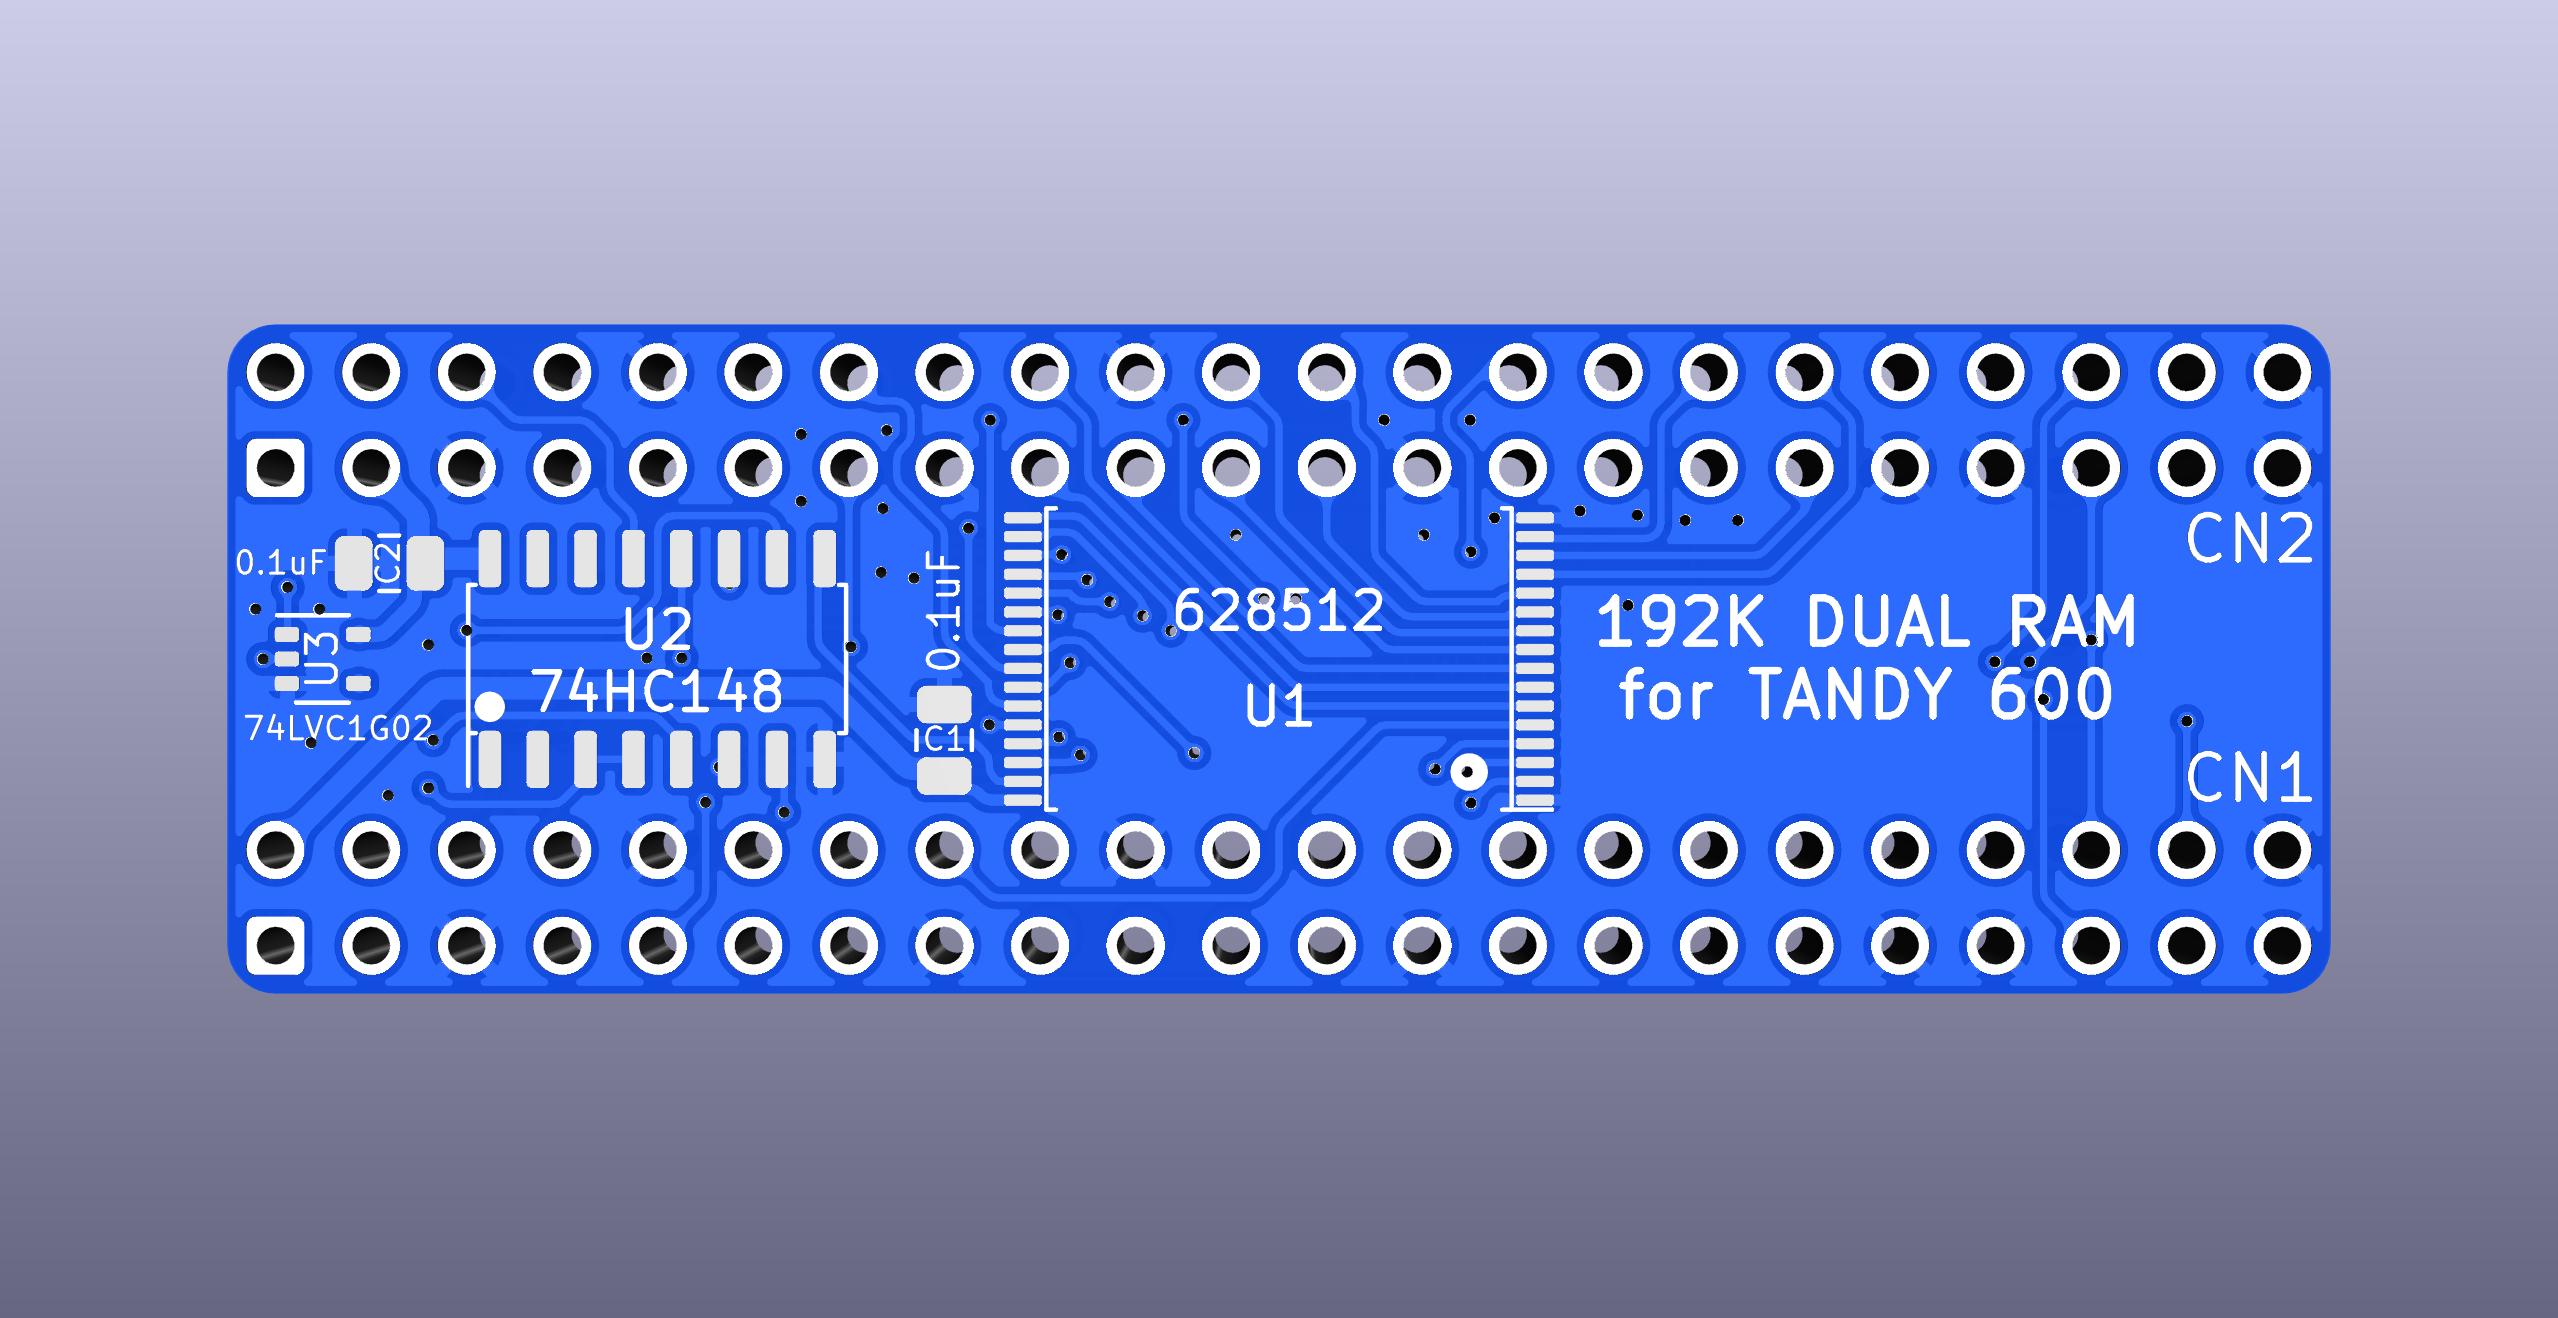 CN2
0.1uF
C2
0.1uF
U2
74HC148
U3
74LVC1G02
C1
628512
U1
192K DUAL RAM
for TANDY 600
CN1